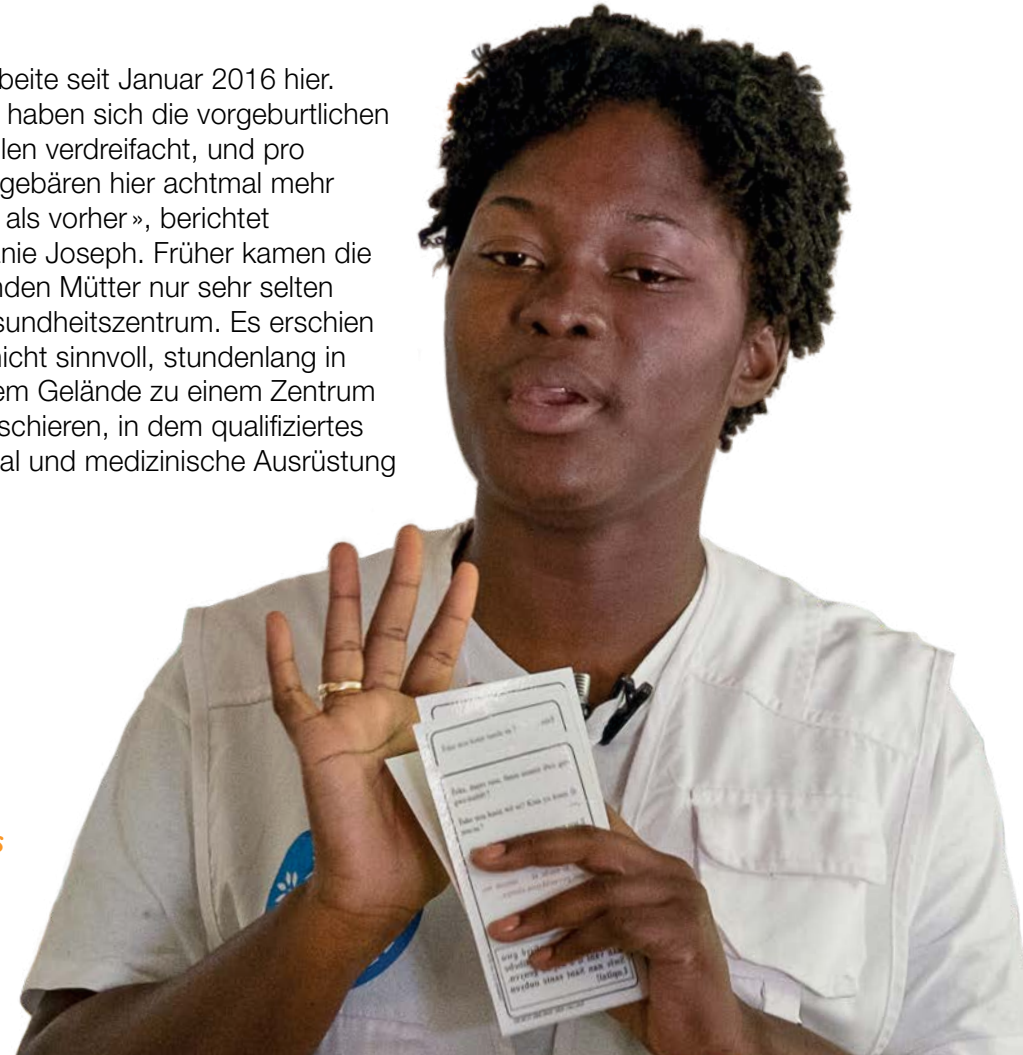 beite seit Januar 2016 hier.
haben sich die vorgeburtlichen
len verdreifacht, und pro
gebären hier achtmal mehr
als vorher», berichtet
nie Joseph. Früher kamen die
nden Mütter nur sehr selten
sundheitszentrum. Es erschien
nicht sinnvoll, stundenlang in
em Gelände zu einem Zentrum
schieren, in dem qualifiziertes
al und medizinische Ausrüstung
s